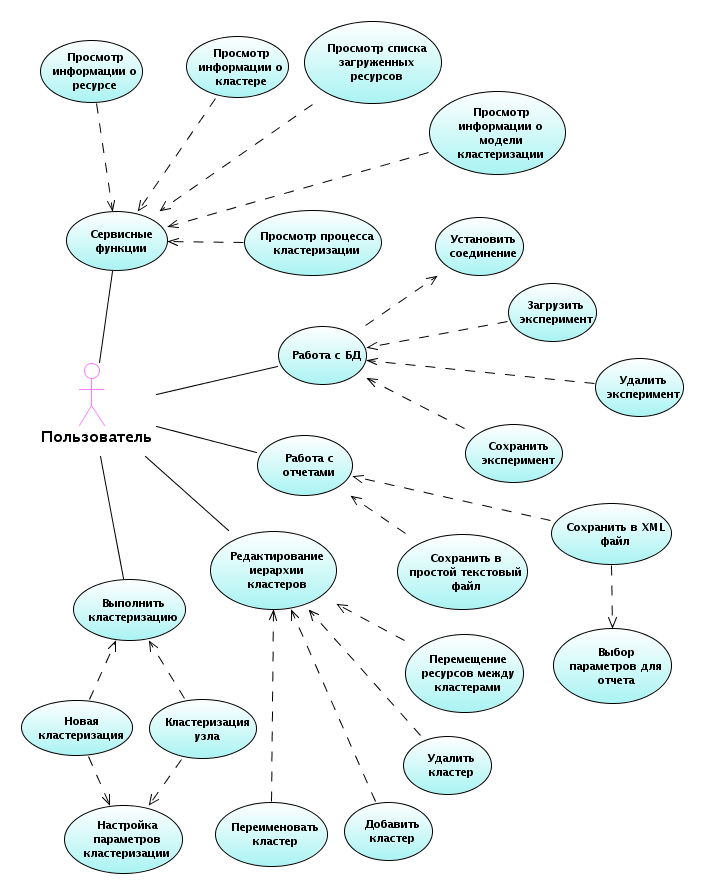 Просмотр
информации о
ресурсе
Просмотр
информации о
кластере
Просмотр списка
загруженных
ресурсов
Просмотр
информации о
модели
кластеризации
Сервисные
функции
Просмотр процесса
кластеризации
Установить
соединение
Загрузить
эксперимент
Работа с БД
Удалить
эксперимент
Пользователь
Работа с
отчетами
Сохранить
эксперимент
Сохранить в XML
файл
Редактирование
иерархии
кластеров
Сохранить в
простой текстовый
файл
Выполнить
кластеризацию
Перемещение
ресурсов между
кластерами
Выбор
параметров для
отчета
Новая
кластеризация
Кластеризация
узла
Удалить
кластер
Настройка
параметров
кластеризации
Переименовать
кластер
Добавить
кластер